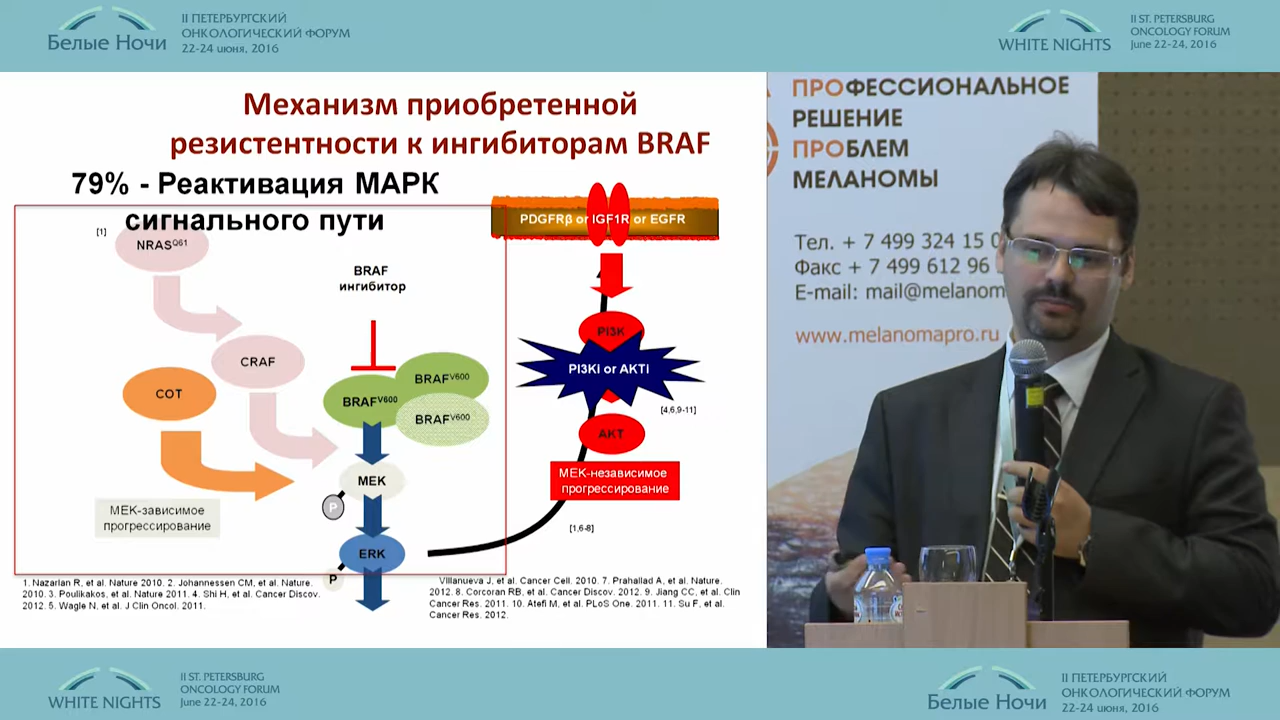 Белые Ночи
II ПЕТЕРБУРГСКИЙ
ОНКОЛОГИЧЕСКИЙ ФОРУМ
22-24 июня, 2016
WHITE NIGHTS
II ST. PETERSBURG
ONCOLOGY FORUM
June 22-24, 2016
Механизм приобретенной
резистентности к ингибиторам BRAF
79% - Реактивация МАРК
сигнального пути
[1]
NRAS Q61
BRAF
ингибитор
CRAF
COT
BRAF V600
BRAF V600
BRAF V600
MEK
P
ERK
P
МЕК-зависимое
прогрессирование
PDGFRβ or IGF1R or EGFR
PI3K
PI3Ki or AKTi
[4,6,9-11]
AKT
МЕК-независимое
прогрессирование
[1,6-8]
1. Nazarian R, et al. Nature 2010. 2. Johannessen CM, et al. Nature.
2010. 3. Poulikakos, et al. Nature 2011. 4. Shi H, et al. Cancer Discov.
2012. 5. Wagle N, et al. J Clin Oncol. 2011.
Villanueva J, et al. Cancer Cell. 2010. 7. Prahallad A, et al. Nature.
2012. 8. Corcoran RB, et al. Cancer Discov. 2012. 9. Jiang CC, et al. Clin
Cancer Res. 2011. 10. Atefi M, et al. PLoS One. 2011. 11. Su F, et al.
Cancer Res. 2012.
ПРОФЕССИОНАЛЬНОЕ
РЕШЕНИЕ
ПРОБЛЕМ
МЕЛАНОМЫ
Тел. + 7 499 324 15 0
Факс + 7 499 612 96
E-mail: mail@melanom
www.melanomapro.ru
WHITE NIGHTS
II ST. PETERSBURG
ONCOLOGY FORUM
June 22-24, 2016
Белые Ночи
II ПЕТЕРБУРГСКИЙ
ОНКОЛОГИЧЕСКИЙ ФОРУМ
22-24 июня, 2016